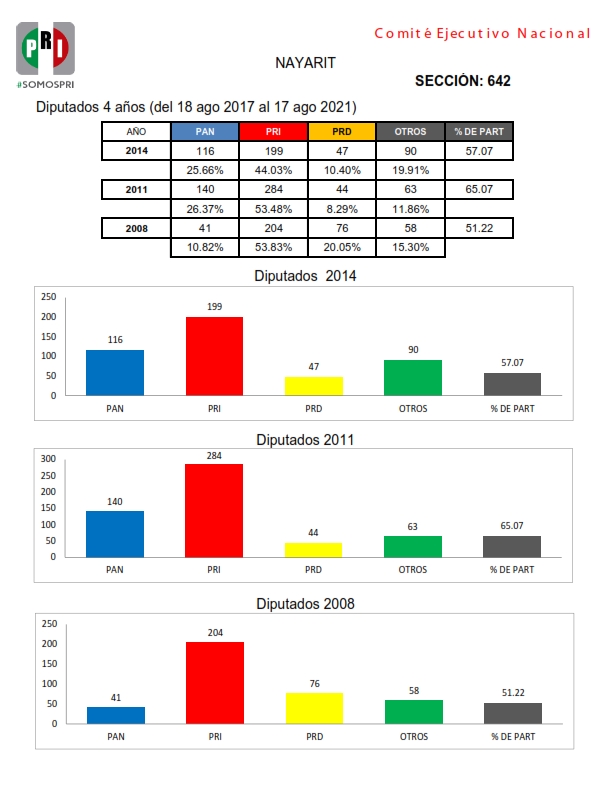 Comité Ejecutivo Nacional
PRI
#SOMOSPRI
NAYARIT
SECCIÓN: 642
Diputados 4 años (del 18 ago 2017 al 17 ago 2021)
AÑO PAN PRI PRD OTROS % DE PART
2014 116 199 47 90 57.07
25.66% 44.03% 10.40% 19.91%
2011 140 284 44 63 65.07
26.37% 53.48% 8.29% 11.86%
2008 41 204 76 58 51.22
10.82% 53.83% 20.05% 15.30%
Diputados 2014
250
200
150
100
50
0
116 199 47 90 57.07
PAN PRI PRD OTROS % DE PART
Diputados 2011
300
250
200
150
100
50
0
140 284 44 63 65.07
PAN PRI PRD OTROS % DE PART
Diputados 2008
250
200
150
100
50
0
41 204 76 58 51.22
PAN PRI PRD OTROS % DE PART